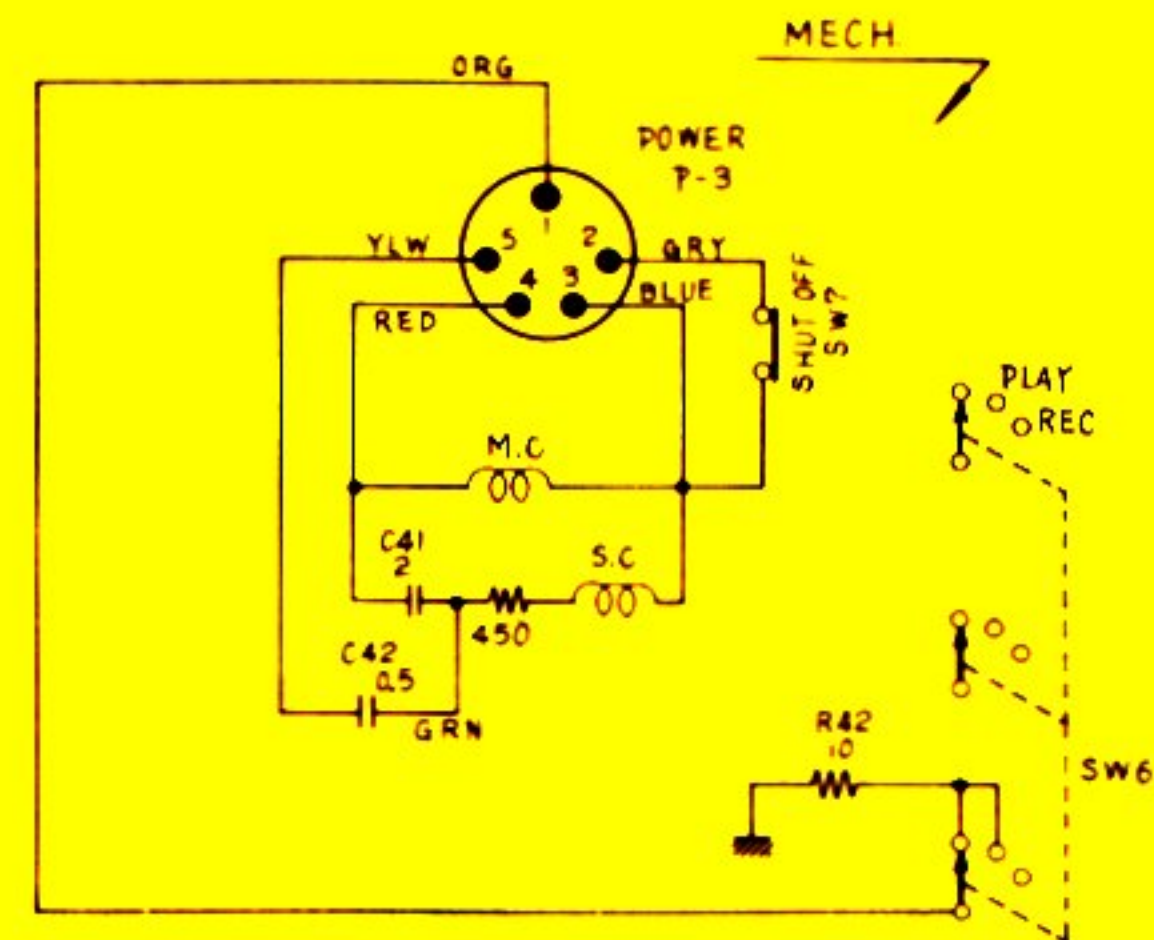 MECH
ORG
POWER
P-3
1
5
2
YLW
GRY
4
3
BLUE
RED
SHUT OFF
SW7
PLAY
REC
M.C
C41
2
S.C
450
C42
0.5
GRN
R42
10
SW6